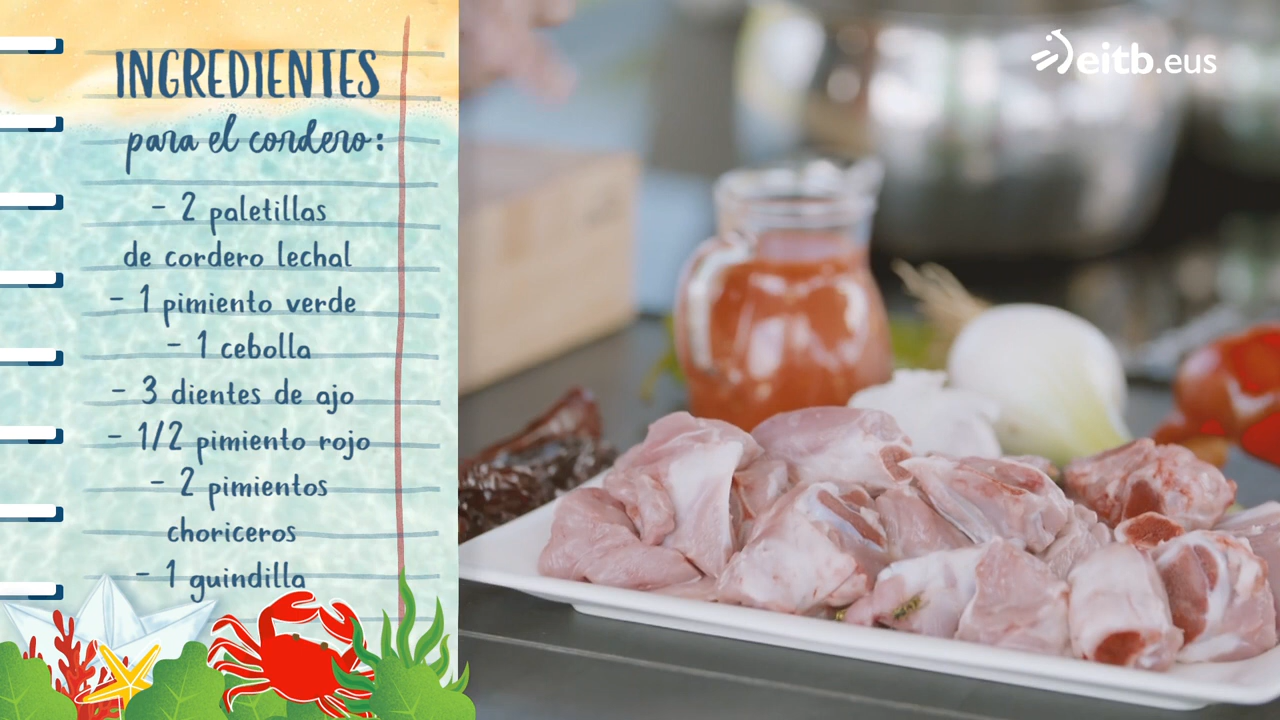 INGREDIENTES
para el cordero:
- 2 paletillas
de cordero lechal
- 1 pimiento verde
- 1 cebolla
- 3 dientes de ajo
- 1/2 pimiento rojo
- 2 pimientos
choriceros
- 1 guindilla
eitb.eus